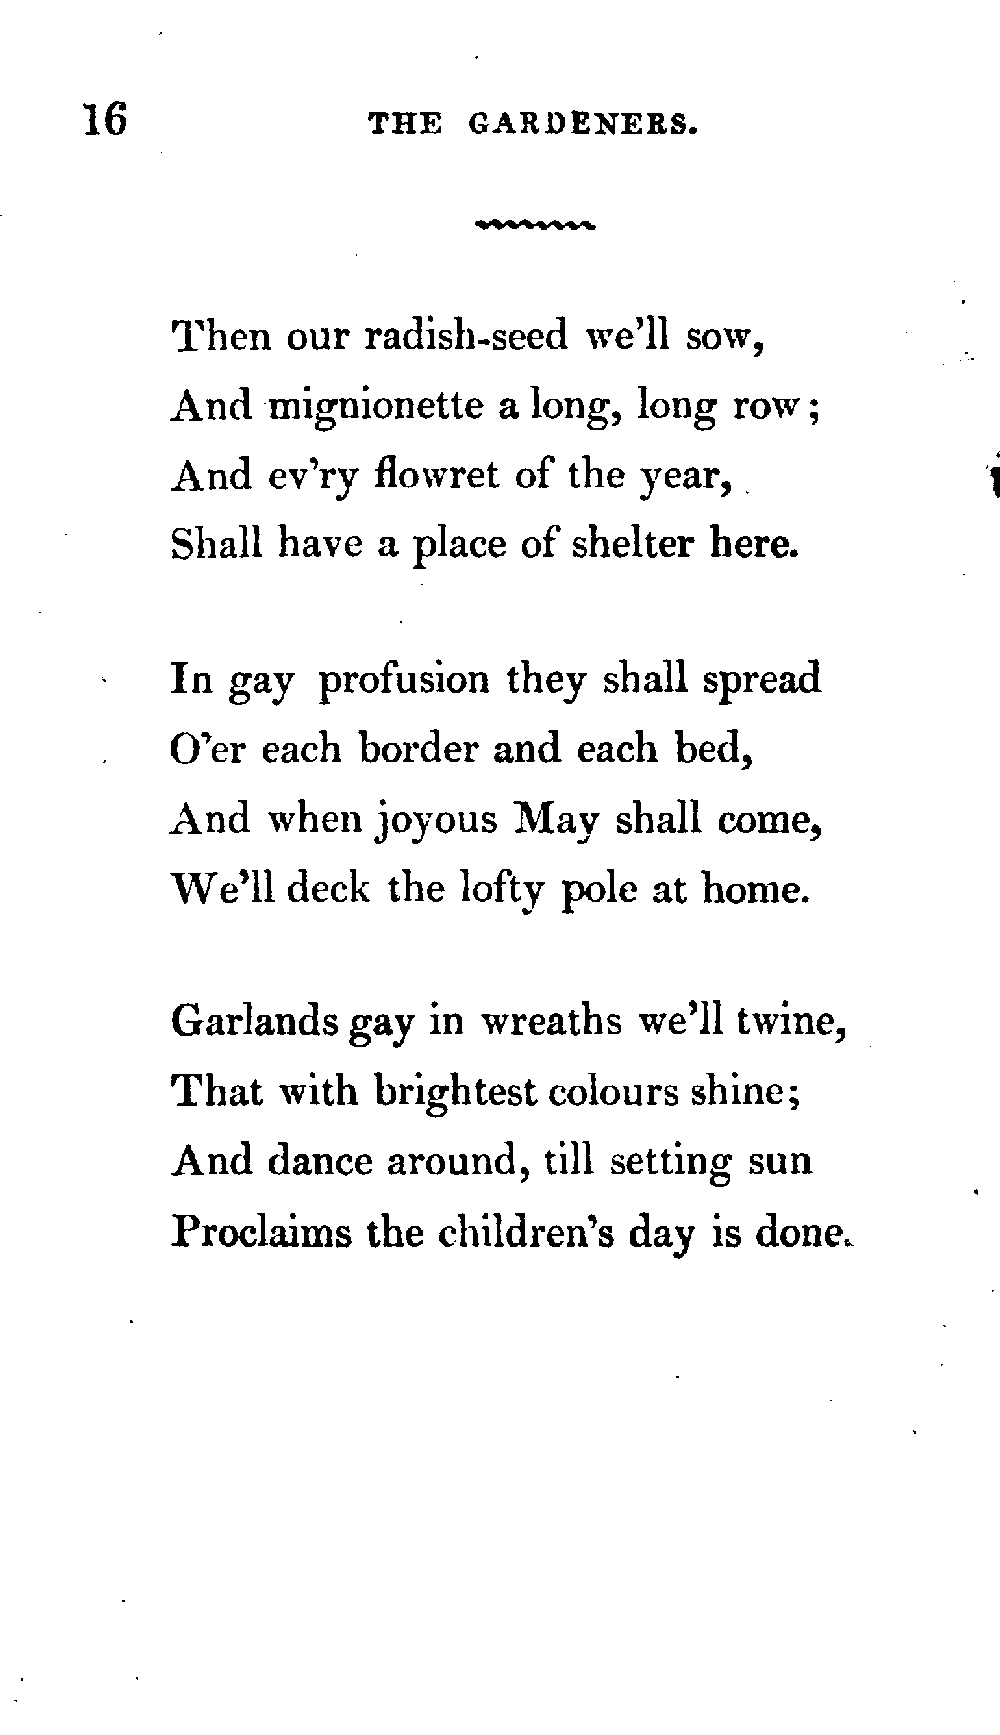 16 THE GARDENERS.
Then our radish-seed we'll sow,
And mignionette a long, long row;
And ev'ry flowret of the year,
Shall have a place of shelter here.
In gay profusion they shall spread
O'er each border and each bed,
And when joyous May shall come,
We'll deck the lofty pole at home.
Garlands gay in wreaths we'll twine,
That with brightest colours shine;
And dance around, till setting sun
Proclaims the children's day is done.